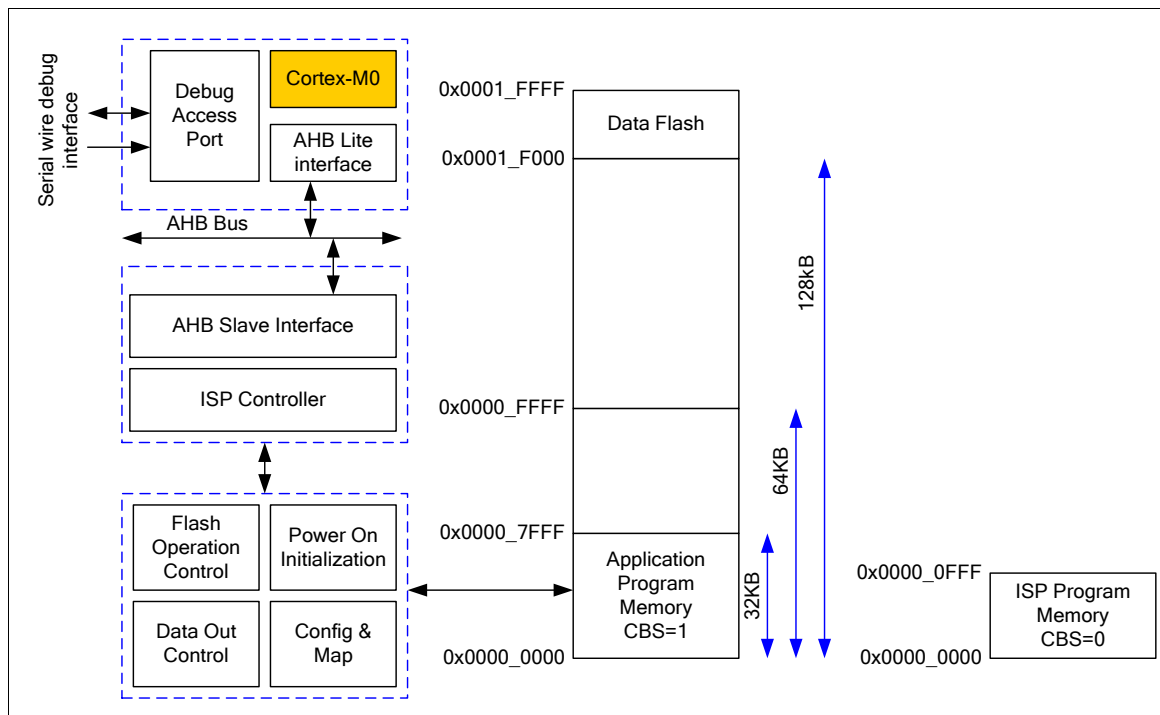 Serial wire debug
interface
Debug
Access
Port
Cortex-M0
AHB Lite
interface
AHB Bus
AHB Slave Interface
ISP Controller
Flash
Operation
Control
Power On
Initialization
Data Out
Control
Config &
Map
0x0001_FFFF
Data Flash
0x0001_F000
0x0000_FFFF
0x0000_7FFF
Application
Program
Memory
CBS=1
0x0000_0000
32KB
64KB
128kB
0x0000_0FFF
ISP Program
Memory
CBS=0
0x0000_0000